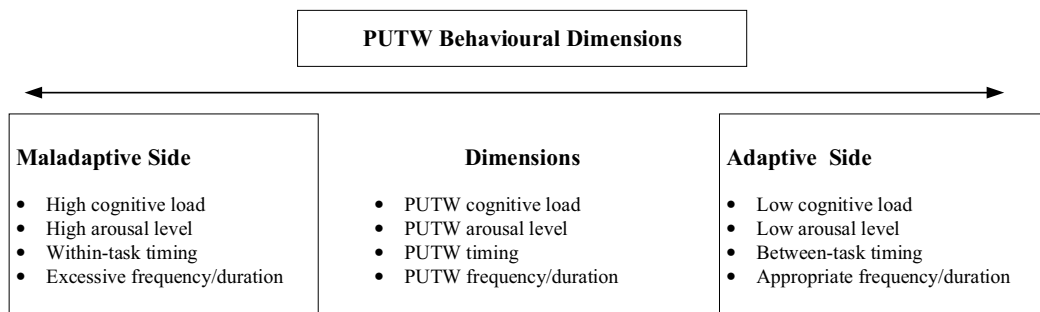 PUTW Behavioural Dimensions
Maladaptive Side
• High cognitive load
• High arousal level
• Within-task timing
• Excessive frequency/duration
Dimensions
• PUTW cognitive load
• PUTW arousal level
• PUTW timing
• PUTW frequency/duration
Adaptive Side
• Low cognitive load
• Low arousal level
• Between-task timing
• Appropriate frequency/duration